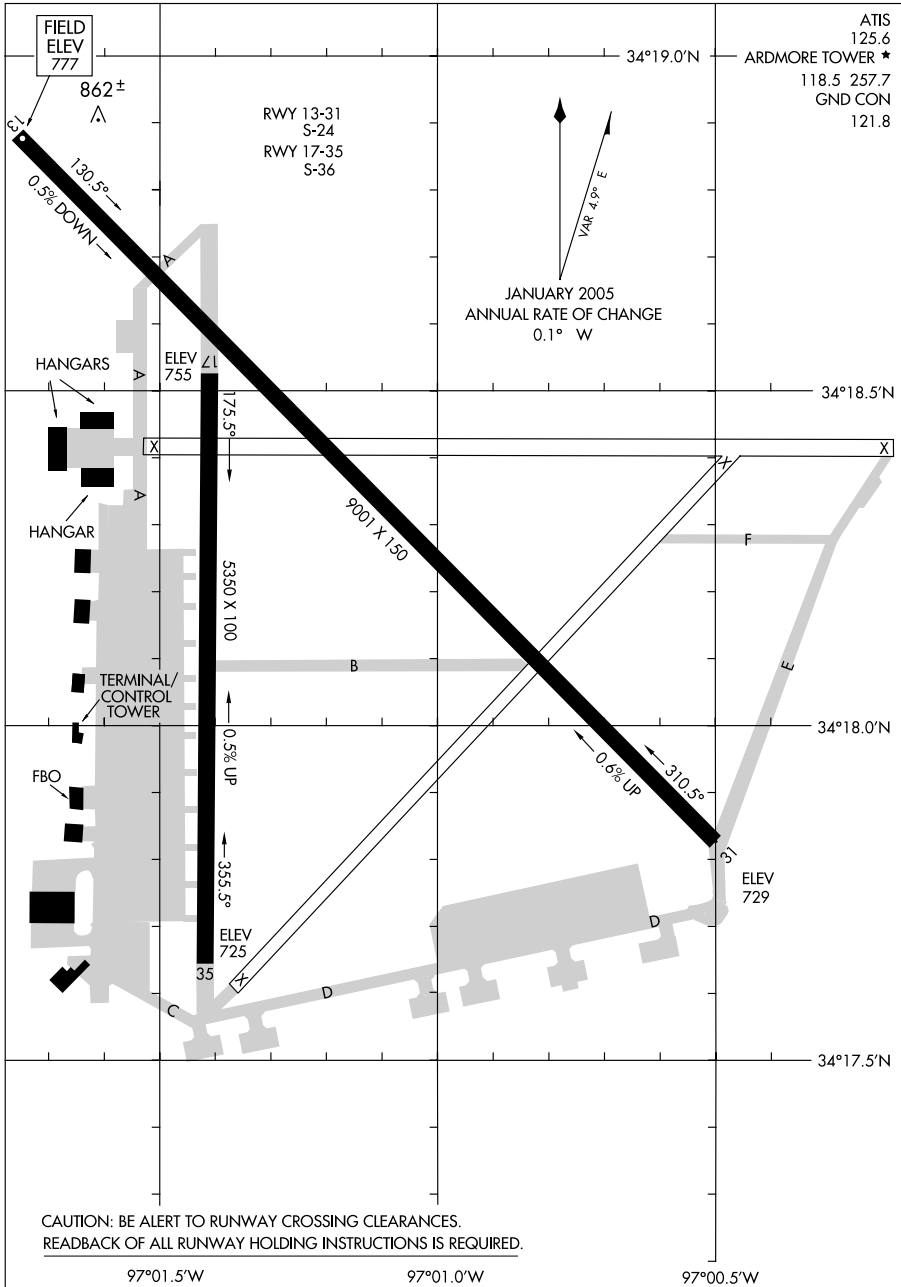 FIELD
ELEV
777
862±
ATIS
125.6
ARDMORE TOWER ★
118.5 257.7
GND CON
121.8
34°19.0'N
RWY 13-31
S-24
RWY 17-35
S-36
VAR 4.9° E
JANUARY 2005
ANNUAL RATE OF CHANGE
0.1° W
13
130.5°
0.5% DOWN
A
HANGARS
A
ELEV
755
17
34°18.5'N
175.5°
X
X
X
HANGAR
A
9001 X 150
F
5350 X 100
B
E
TERMINAL/
CONTROL
TOWER
34°18.0'N
0.5% UP
0.6% UP
310.5°
FBO
31
355.5°
ELEV
729
D
ELEV
725
35
X
D
C
34°17.5'N
CAUTION: BE ALERT TO RUNWAY CROSSING CLEARANCES.
READBACK OF ALL RUNWAY HOLDING INSTRUCTIONS IS REQUIRED.
97°01.5'W
97°01.0'W
97°00.5'W